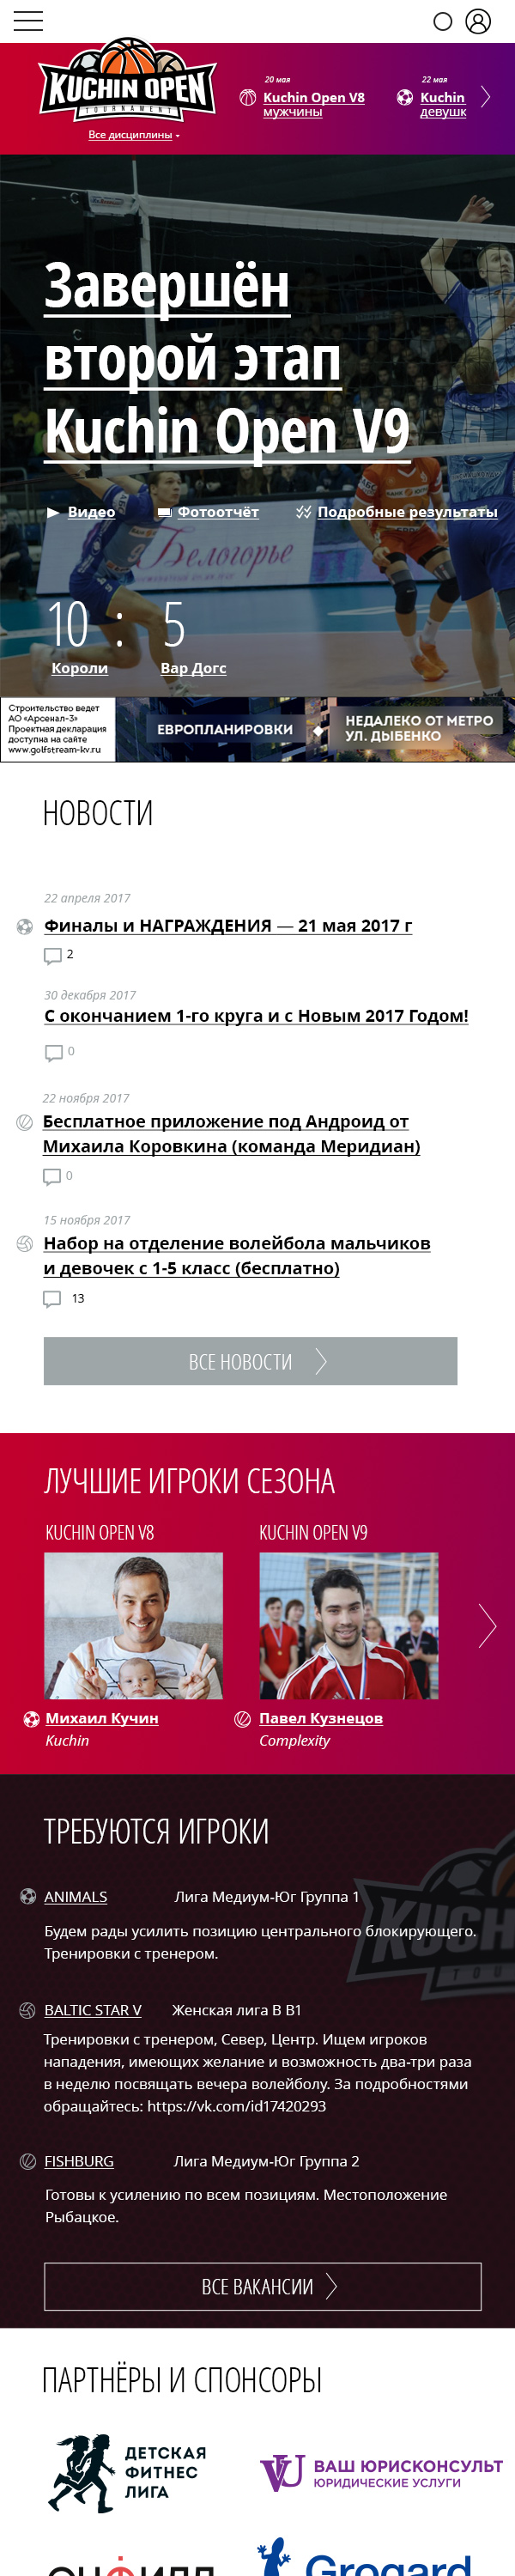 KUCHIN OPEN
TOURNAMENT
Все дисциплины
20 мая
Kuchin Open V8
мужчины
22 мая
Kuchin
девушк
Завершён
второй этап
Kuchin Open V9
Видео
Фотоотчёт
Подробные результаты
Белогорье
10 : 5
Короли
Вар Догс
Строительство ведет
АО «Арсенал-3»
Проектная декларация
доступна на сайте
www.golfstream-kv.ru
ЕВРОПЛАНИРОВКИ
НЕДАЛЕКО ОТ МЕТРО
УЛ. ДЫБЕНКО
НОВОСТИ
22 апреля 2017
Финалы и НАГРАЖДЕНИЯ — 21 мая 2017 г
2
30 декабря 2017
С окончанием 1-го круга и с Новым 2017 Годом!
0
22 ноября 2017
Бесплатное приложение под Андроид от
Михаила Коровкина (команда Меридиан)
0
15 ноября 2017
Набор на отделение волейбола мальчиков
и девочек с 1-5 класс (бесплатно)
13
ВСЕ НОВОСТИ
ЛУЧШИЕ ИГРОКИ СЕЗОНА
KUCHIN OPEN V8
KUCHIN OPEN V9
Михаил Кучин
Kuchin
Павел Кузнецов
Complexity
ТРЕБУЮТСЯ ИГРОКИ
ANIMALS
Лига Медиум-Юг Группа 1
Будем рады усилить позицию центрального блокирующего.
Тренировки с тренером.
BALTIC STAR V
Женская лига В В1
Тренировки с тренером, Север, Центр. Ищем игроков
нападения, имеющих желание и возможность два-три раза
в неделю посвящать вечера волейболу. За подробностями
обращайтесь: https://vk.com/id17420293
FISHBURG
Лига Медиум-Юг Группа 2
Готовы к усилению по всем позициям. Местоположение
Рыбацкое.
ВСЕ ВАКАНСИИ
ПАРТНЁРЫ И СПОНСОРЫ
ДЕТСКАЯ
ФИТНЕС
ЛИГА
ВАШ ЮРИСКОНСУЛЬТ
ЮРИДИЧЕСКИЕ УСЛУГИ
Grogard